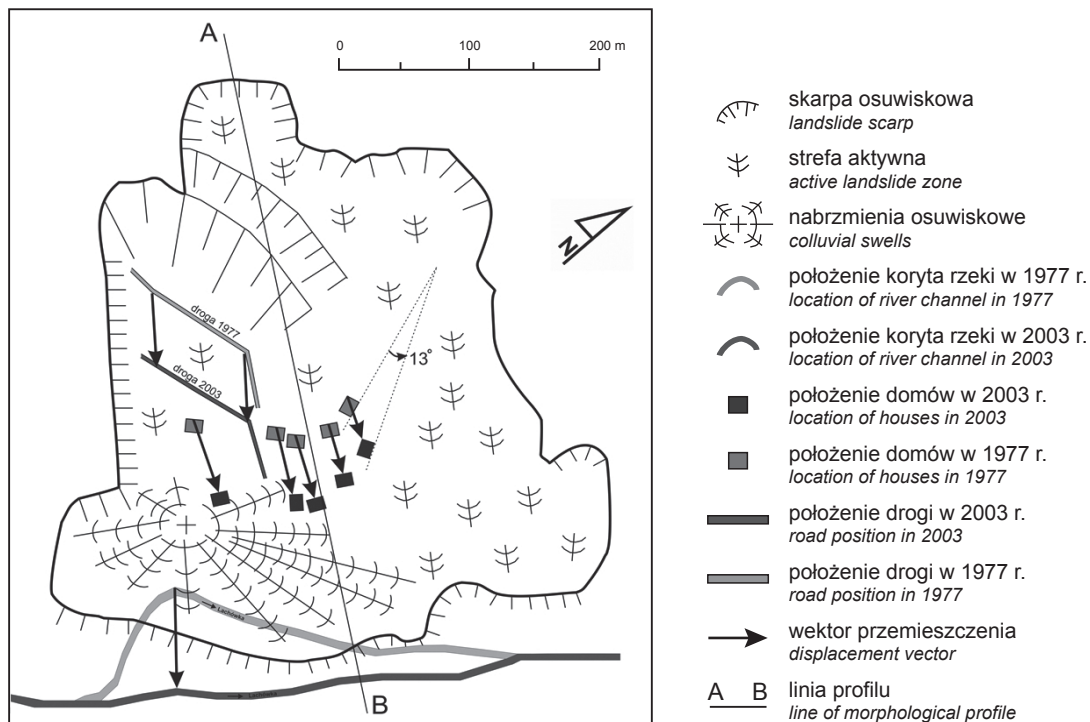 A
0 100 200 m
N
droga 1977
13°
droga 2003
Łachówka
Łachówka
B
skarpa osuwiskowa
landslide scarp
strefa aktywna
active landslide zone
nabrzmienia osuwiskowe
colluvial swells
położenie koryta rzeki w 1977 r.
location of river channel in 1977
położenie koryta rzeki w 2003 r.
location of river channel in 2003
położenie domów w 2003 r.
location of houses in 2003
położenie domów w 1977 r.
location of houses in 1977
położenie drogi w 2003 r.
road position in 2003
położenie drogi w 1977 r.
road position in 1977
wektor przemieszczenia
displacement vector
A B linia profilu
line of morphological profile